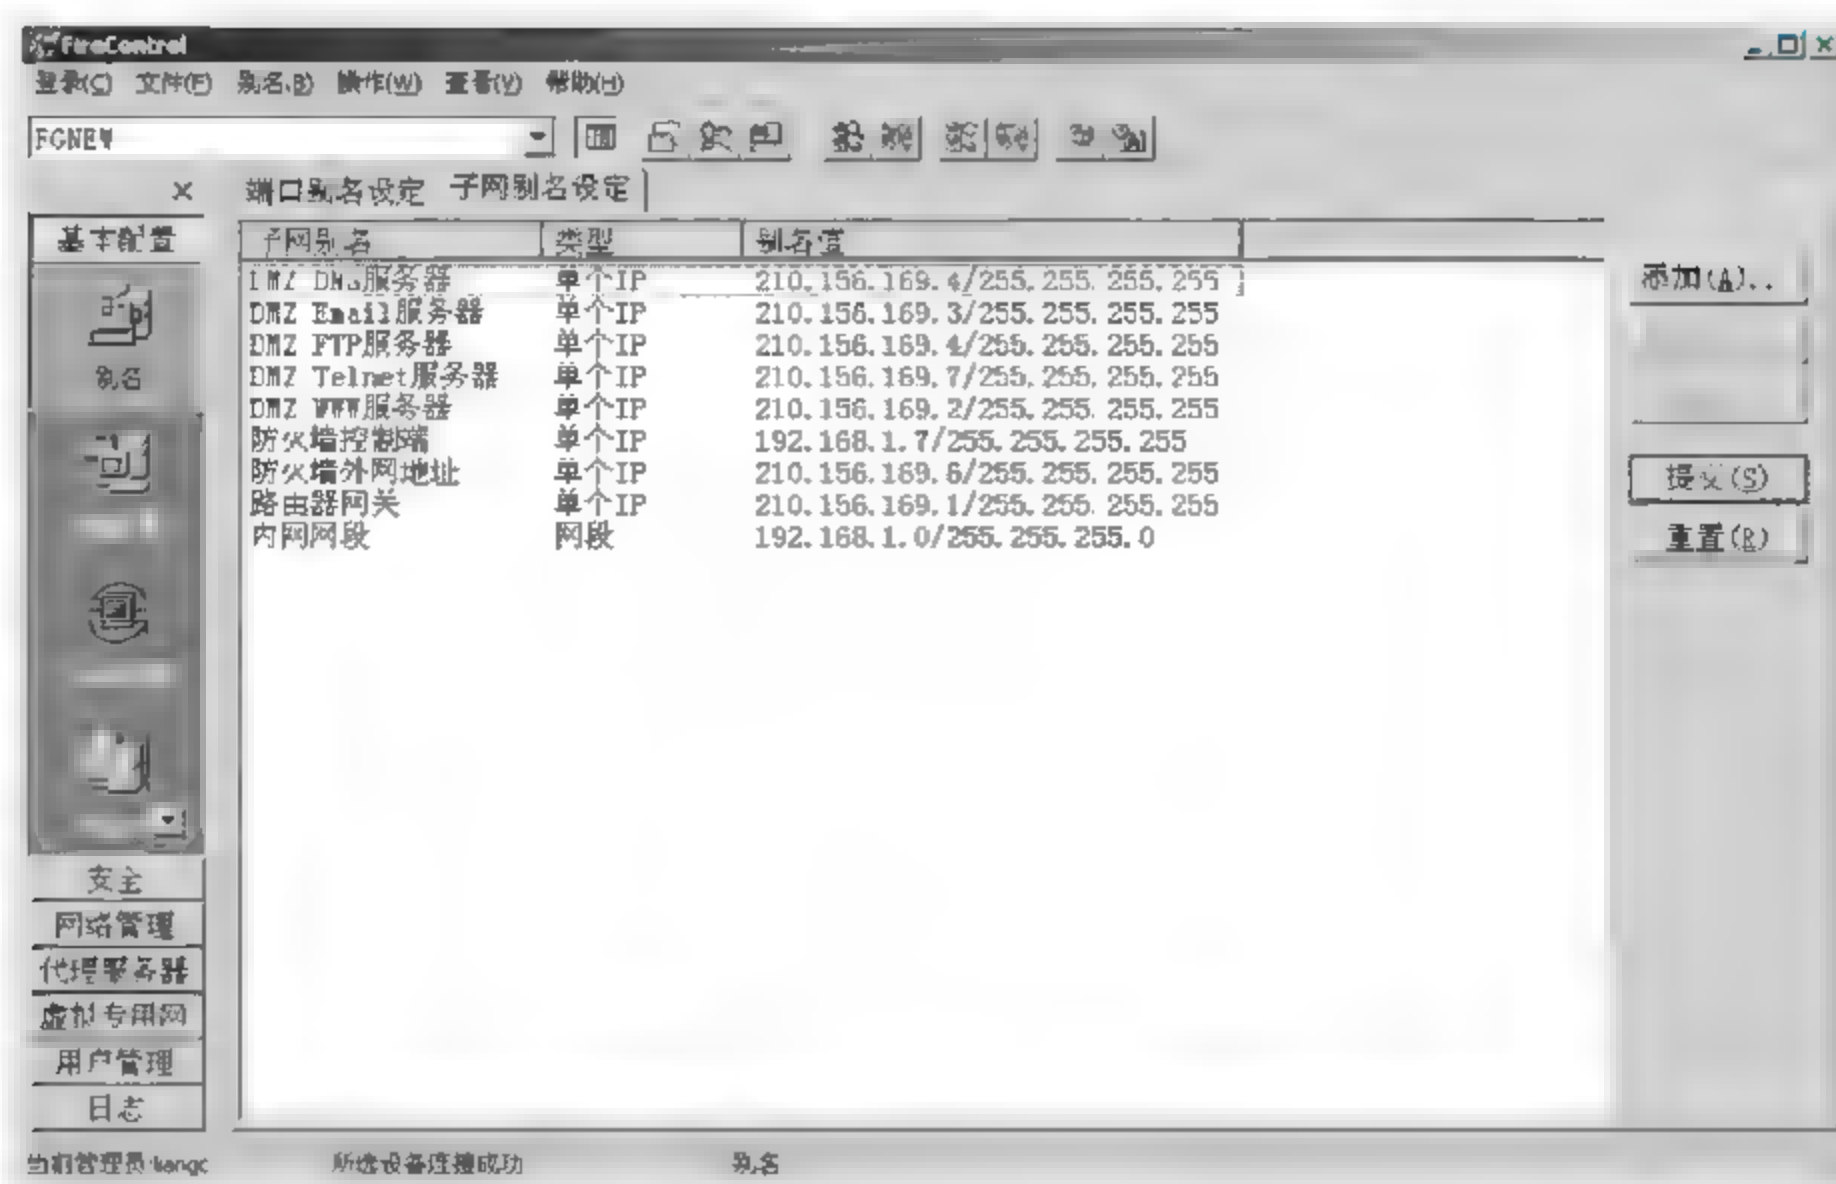 FireControl
登录(C) 文件(F) 别名(B) 操作(W) 查看(V) 帮助(H)
FGNEW
端口别名设定 子网别名设定
基本配置
子网别名 类型 别名值
DMZ DNS服务器 单个IP 210.156.169.4/255.255.255.255
DMZ Email服务器 单个IP 210.156.169.3/255.255.255.255
DMZ FTP服务器 单个IP 210.156.169.4/255.255.255.255
DMZ Telnet服务器 单个IP 210.156.169.7/255.255.255.255
DMZ WWW服务器 单个IP 210.156.169.2/255.255.255.255
防火墙控制端 单个IP 192.168.1.7/255.255.255.255
防火墙外网地址 单个IP 210.156.169.6/255.255.255.255
路由器网关 单个IP 210.156.169.1/255.255.255.255
内网网段 网段 192.168.1.0/255.255.255.0
别名
安全
网络管理
代理服务器
虚拟专用网
用户管理
日志
添加(A)..
提交(S)
重置(R)
当前管理员: 所选设备连接成功 别名